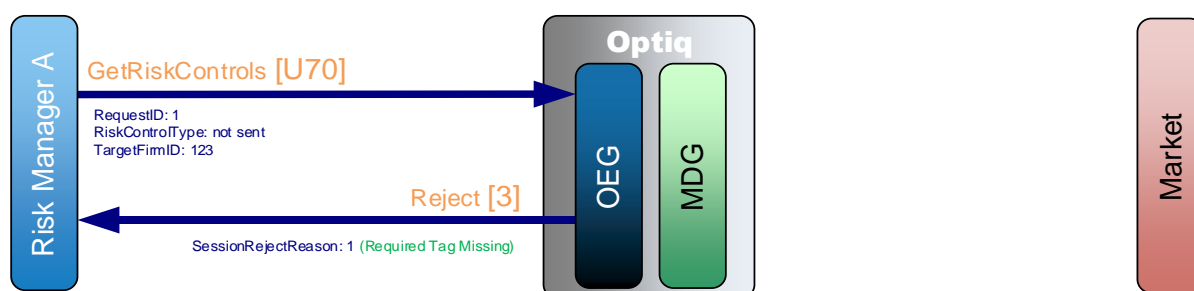 Risk Manager A
GetRiskControls [U70]
RequestID: 1
RiskControlType: not sent
TargetFirmID: 123
Reject [3]
SessionRejectReason: 1 (Required Tag Missing)
Optiq
OEG
MDG
Market